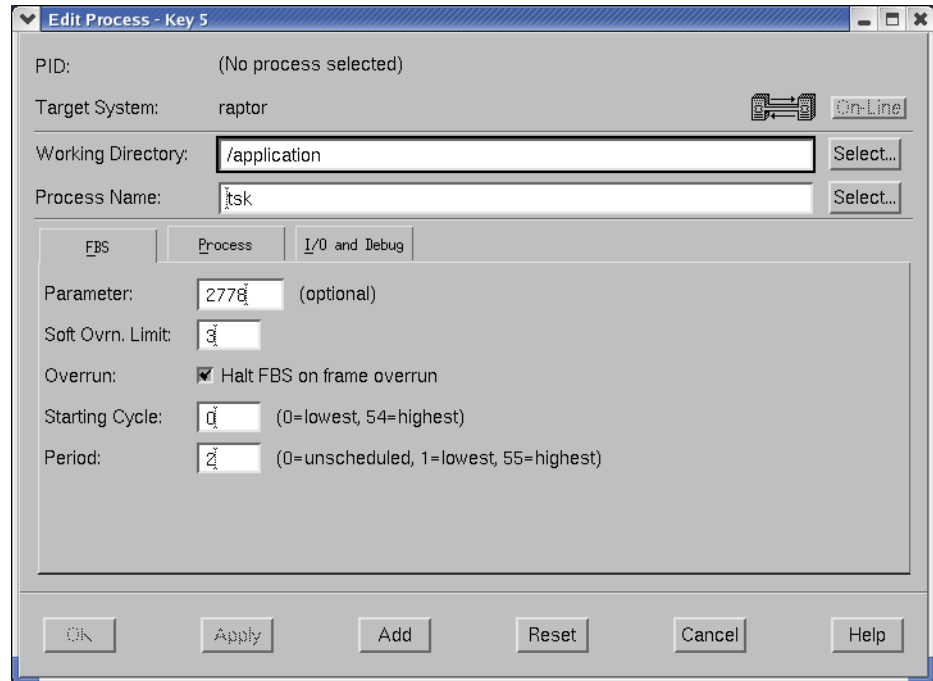 Edit Process - Key 5
PID: (No process selected)
Target System: raptor On-Line
Working Directory: /application Select...
Process Name: tsk Select...
FBS Process I/O and Debug
Parameter: 2778 (optional)
Soft Ovrn. Limit: 3
Overrun: Halt FBS on frame overrun
Starting Cycle: 0 (0=lowest, 54=highest)
Period: 2 (0=unscheduled, 1=lowest, 55=highest)
OK Apply Add Reset Cancel Help